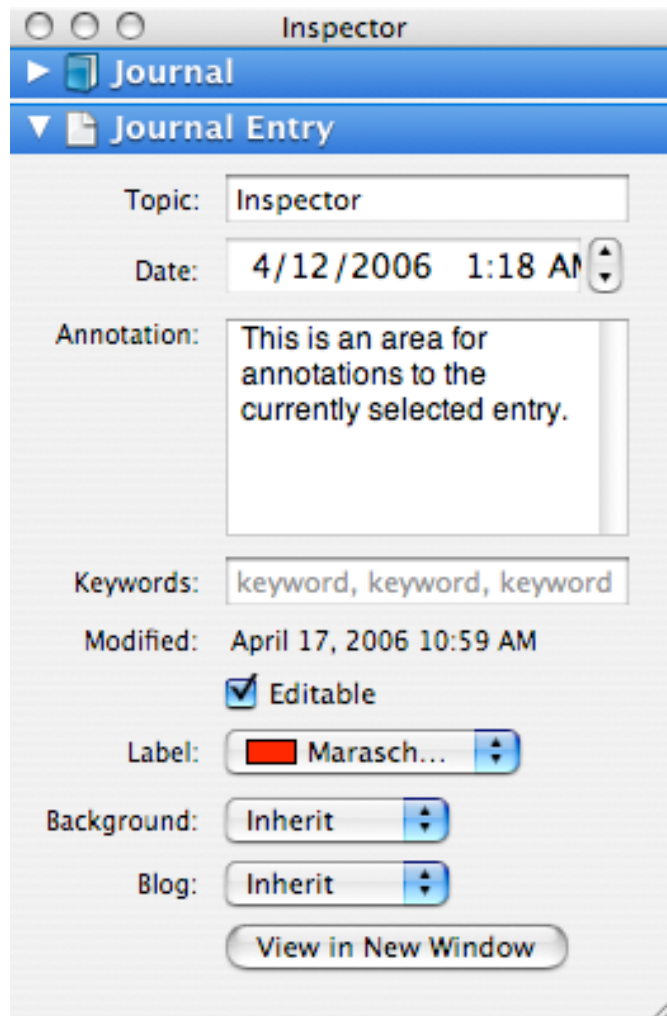 Inspector
Journal
Journal Entry
Topic: Inspector
Date: 4/12/2006 1:18 AM
Annotation: This is an area for
annotations to the
currently selected entry.
Keywords: keyword, keyword, keyword
Modified: April 17, 2006 10:59 AM
Editable
Label: Marasch...
Background: Inherit
Blog: Inherit
View in New Window